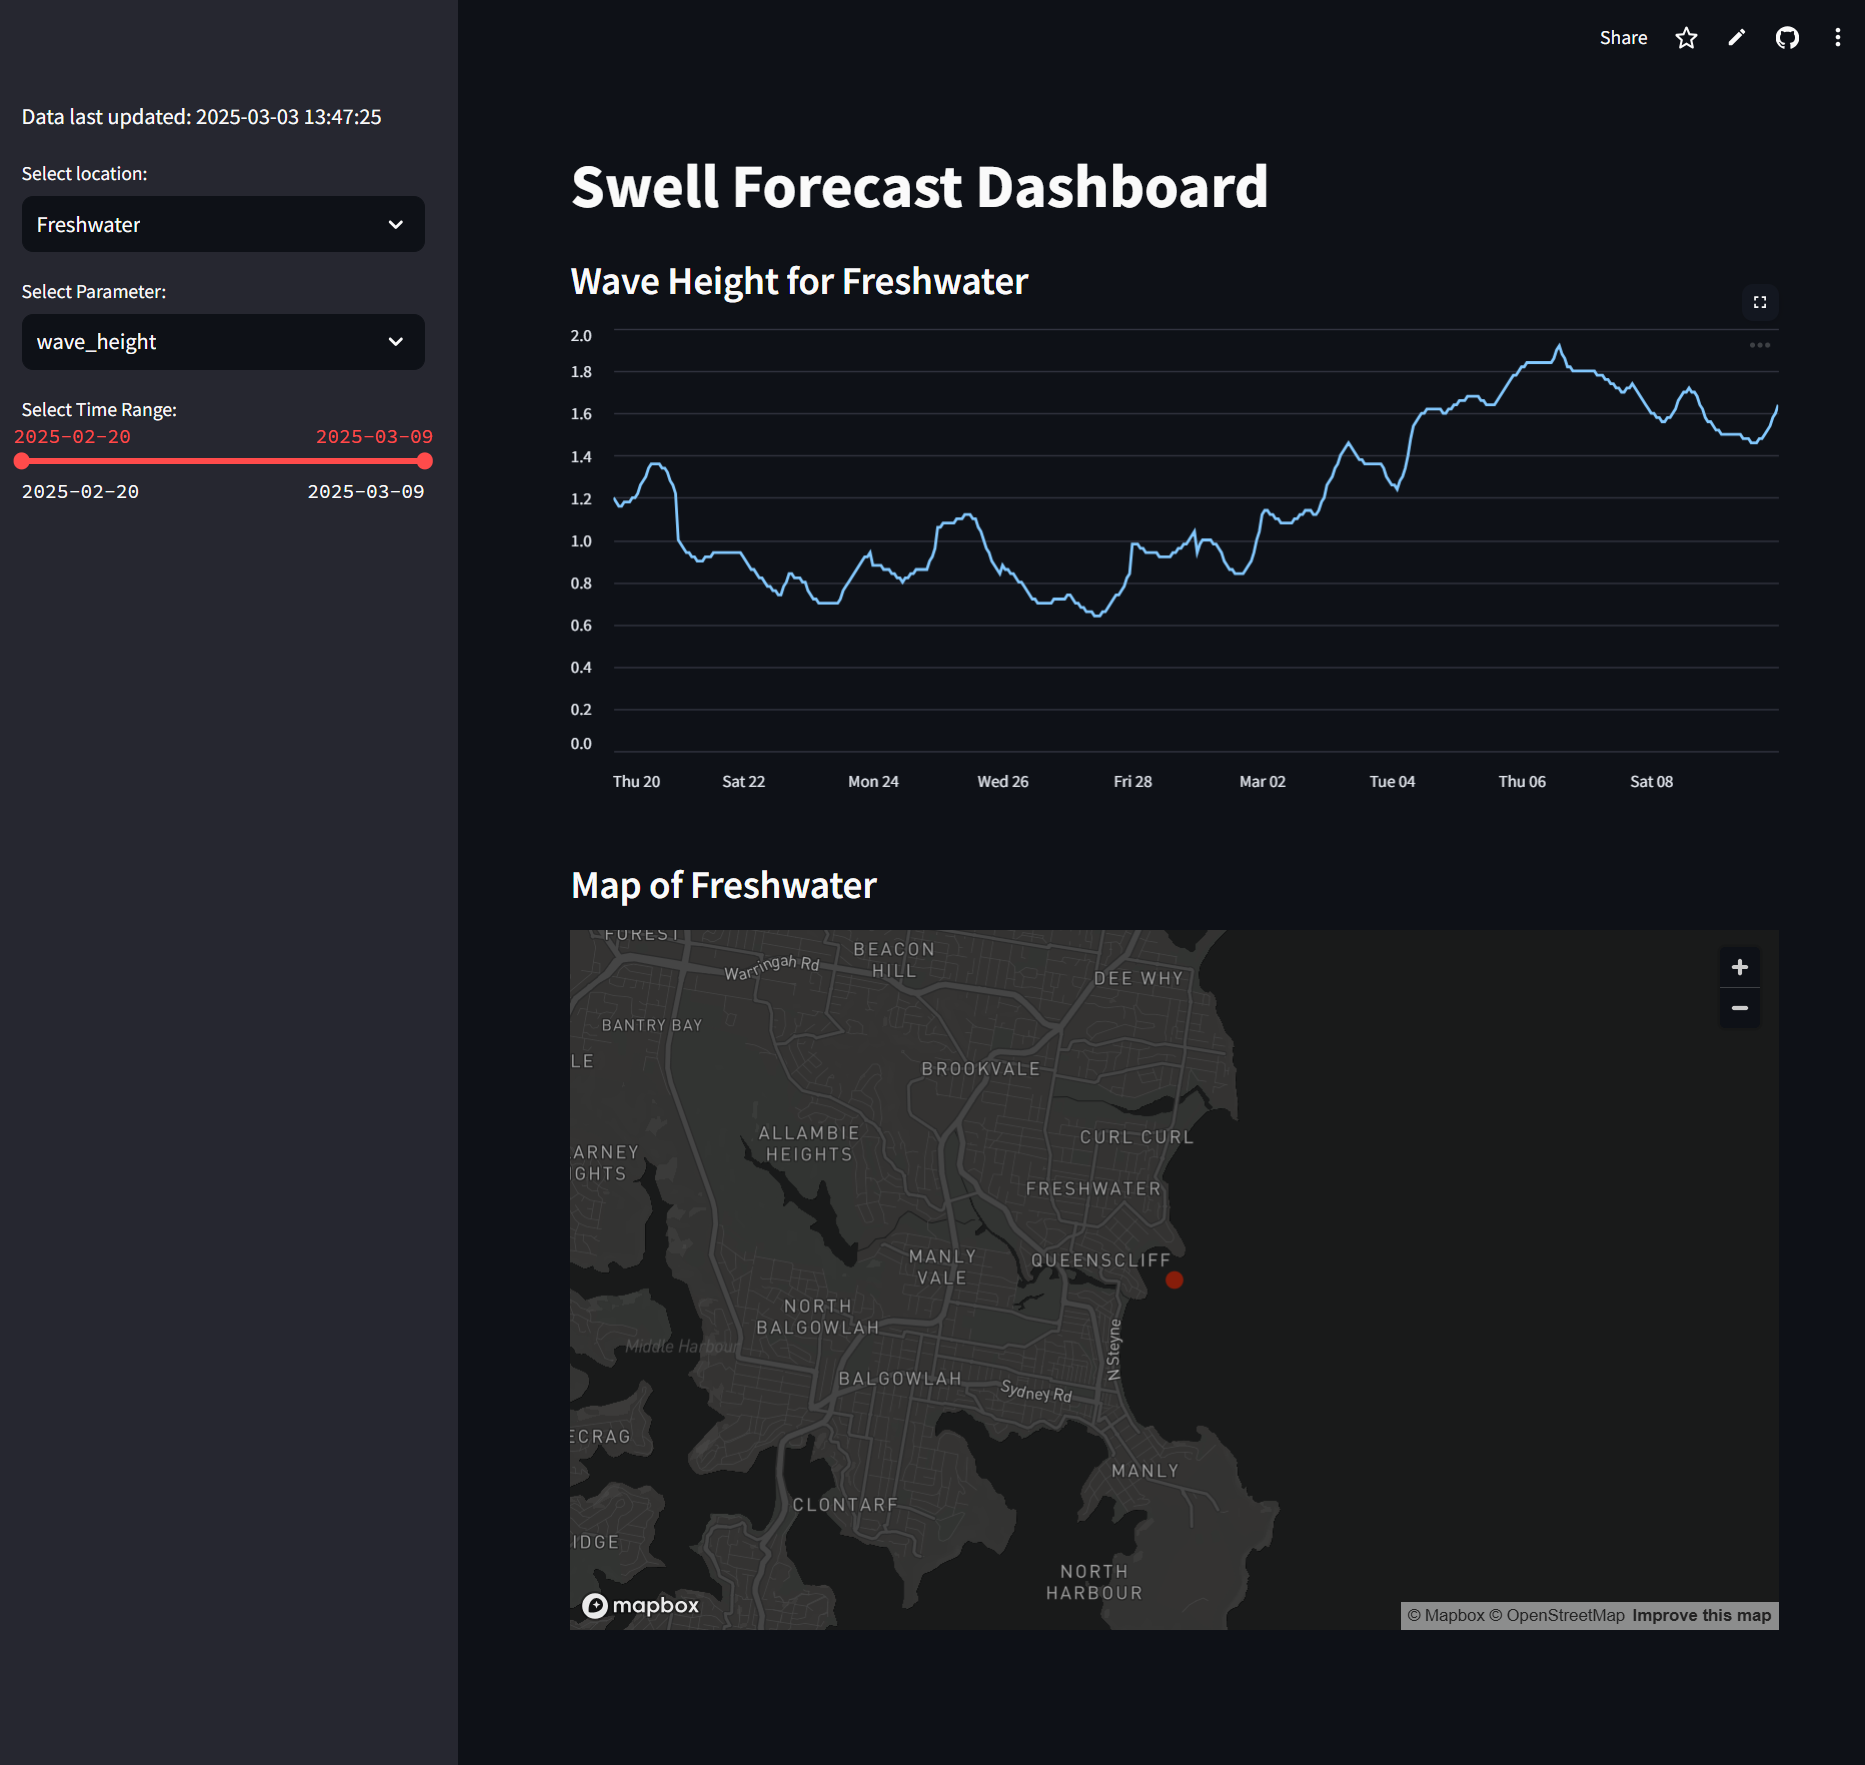 Share
Data last updated: 2025-03-03 13:47:25
Select location:
Freshwater
Select Parameter:
wave_height
Select Time Range:
2025-02-20 2025-03-09
2025-02-20 2025-03-09
Swell Forecast Dashboard
Wave Height for Freshwater
2.0
1.8
1.6
1.4
1.2
1.0
0.8
0.6
0.4
0.2
0.0
Thu 20 Sat 22 Mon 24 Wed 26 Fri 28 Mar 02 Tue 04 Thu 06 Sat 08
Map of Freshwater
FOREST
BEACON
HILL
Warringah Rd
DEE WHY
BANTRY BAY
LE
BROOKVALE
ALLAMBIE
HEIGHTS
CURL CURL
ARNEY
IGHTS
FRESHWATER
MANLY
VALE
QUEENSCLIFF
NORTH
BALGOWLAH
Middle Harbour
N Steyne
BALGOWLAH
Sydney Rd
ECRAG
MANLY
CLONTARF
IDGE
NORTH
HARBOUR
mapbox
© Mapbox © OpenStreetMap Improve this map